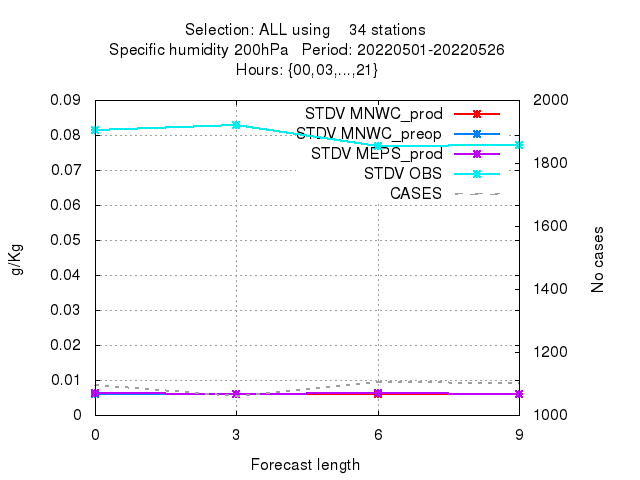 Selection: ALL using 34 stations
Specific humidity 200hPa Period: 20220501-20220526
Hours: {00,03,...,21}
0.09
0.08
0.07
0.06
0.05
0.04
0.03
0.02
0.01
0
g/Kg
STDV MNWC_prod
STDV MNWC_preop
STDV MEPS_prod
STDV OBS
CASES
2000
1800
1600
1400
1200
1000
No cases
0 3 6 9
Forecast length